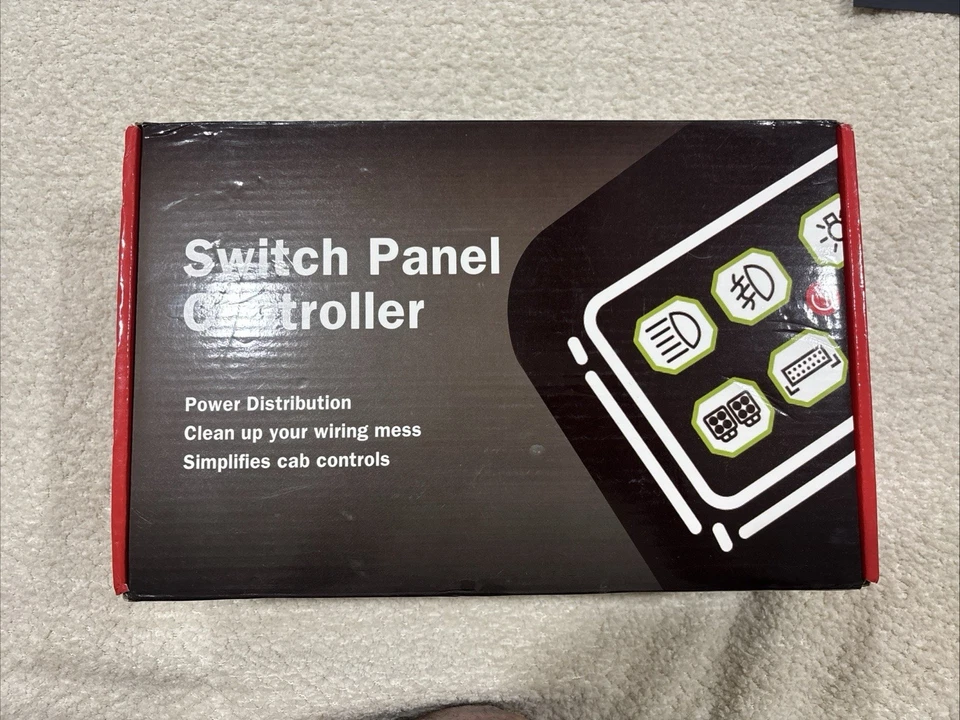 Switch Panel
Controller
Power Distribution
Clean up your wiring mess
Simplifies cab controls